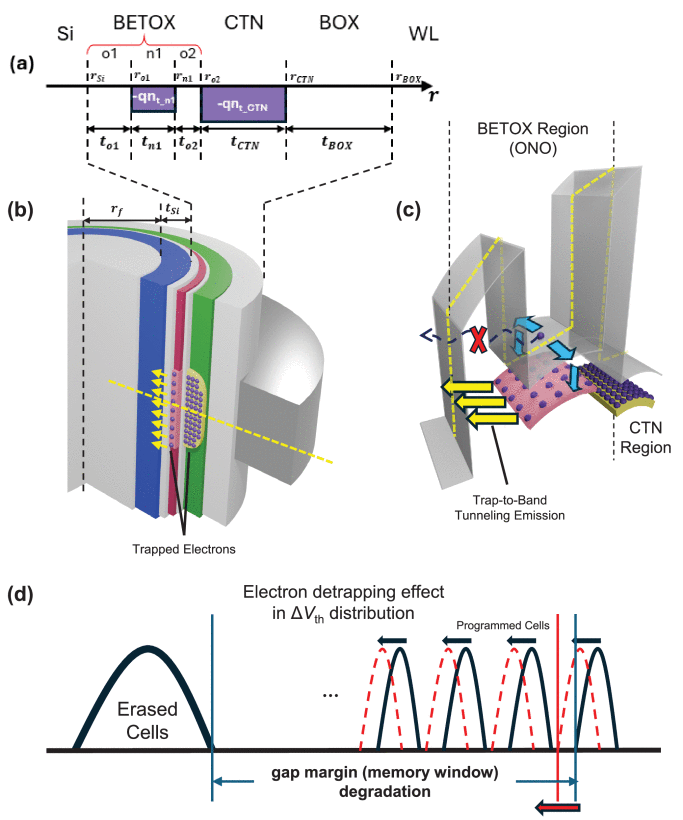 Si BETOX CTN BOX WL
o1 n1 o2
(a)
r_Si r_o1 r_n1 r_o2 r_CTN r_BOX
-qn_t_n1 -qn_t_CTN
r
t_o1 t_n1 t_o2 t_CTN t_BOX
BETOX Region
(ONO)
(b)
r_f t_Si
(c)
CTN
Region
Trap-to-Band
Tunneling Emission
Trapped Electrons
(d)
Electron detrapping effect
in ΔV_th distribution
Programmed Cells
...
Erased
Cells
gap margin (memory window)
degradation